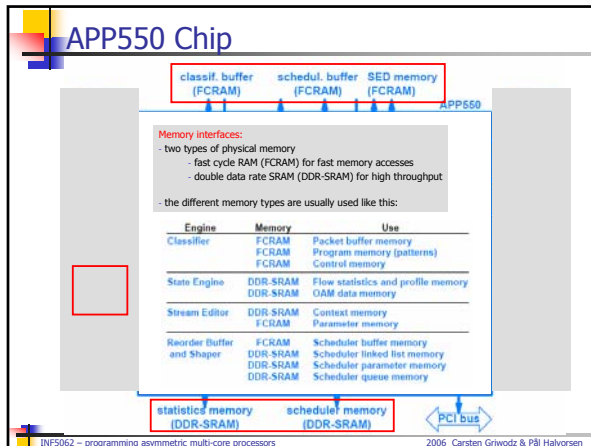 APP550 Chip
classif. buffer schedul. buffer SED memory
(FCRAM) (FCRAM) (FCRAM)
APP550
Memory interfaces:
- two types of physical memory
- fast cycle RAM (FCRAM) for fast memory accesses
- double data rate SRAM (DDR-SRAM) for high throughput
- the different memory types are usually used like this:
Engine Memory Use
Classifier FCRAM Packet buffer memory
FCRAM Program memory (patterns)
FCRAM Control memory
State Engine DDR-SRAM Flow statistics and profile memory
DDR-SRAM OAM data memory
Stream Editor DDR-SRAM Context memory
FCRAM Parameter memory
Reorder Buffer FCRAM Scheduler buffer memory
and Shaper DDR-SRAM Scheduler linked list memory
DDR-SRAM Scheduler parameter memory
DDR-SRAM Scheduler queue memory
statistics memory scheduler memory
(DDR-SRAM) (DDR-SRAM)
PCI bus
INF5062 – programming asymmetric multi-core processors 2006 Carsten Griwodz & Pål Halvorsen